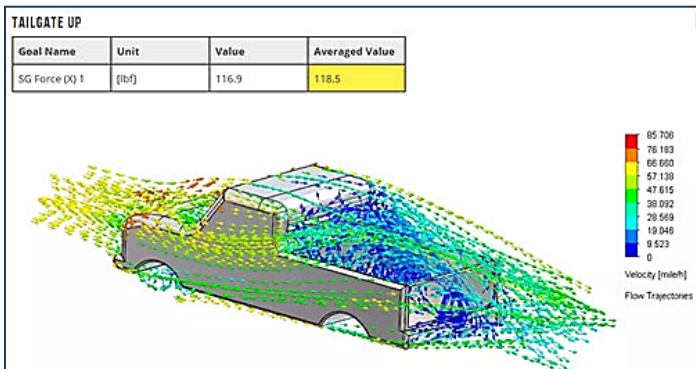 TAILGATE UP
Goal Name Unit Value Averaged Value
SG Force (X) 1 [lbf] 116.9 118.5
85.706
76.183
66.660
57.138
47.615
38.092
28.569
19.046
9.523
0
Velocity [mile/h]
Flow Trajectories